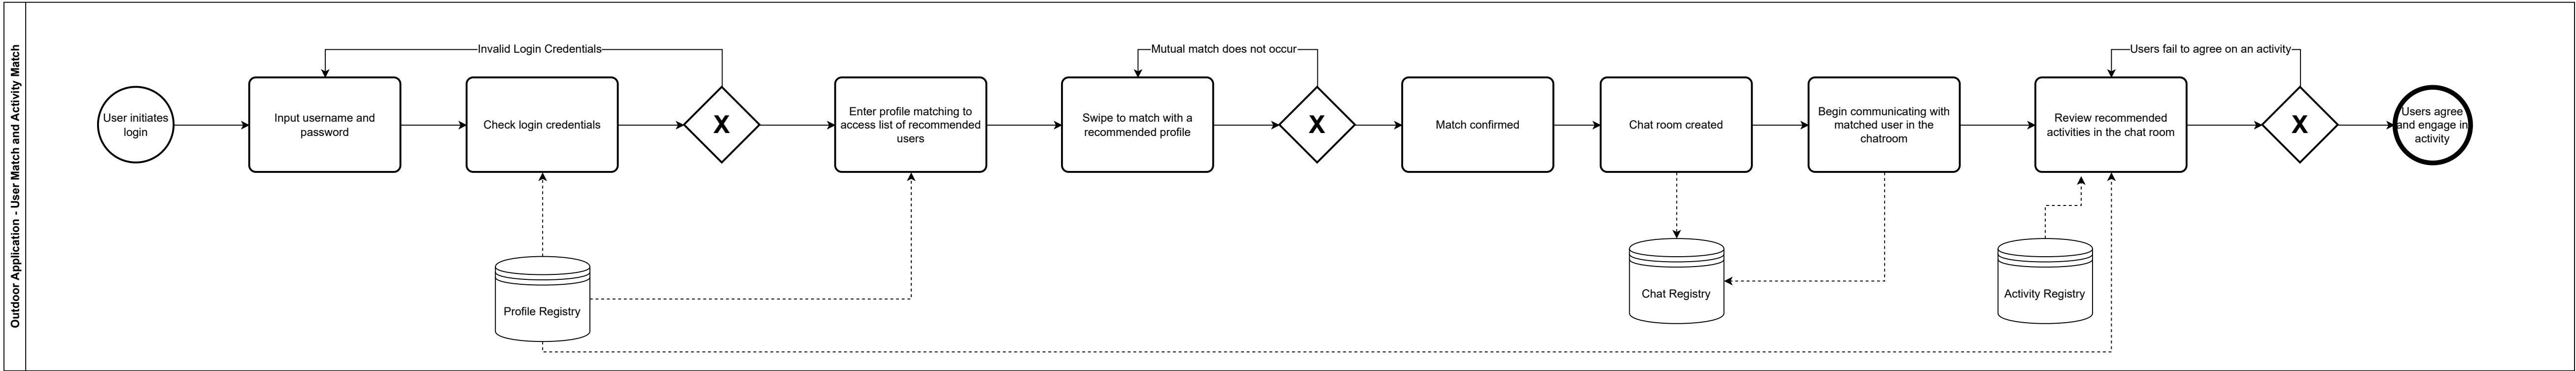 Outdoor Application - User Match and Activity Match
Invalid Login Credentials
Mutual match does not occur
Users fail to agree on an activity
User initiates
login
Input username and
password
Check login credentials
X
Enter profile matching to
access list of recommended
users
Swipe to match with a
recommended profile
X
Match confirmed
Chat room created
Begin communicating with
matched user in the
chatroom
Review recommended
activities in the chat room
X
Users agree
and engage in
activity
Profile Registry
Chat Registry
Activity Registry